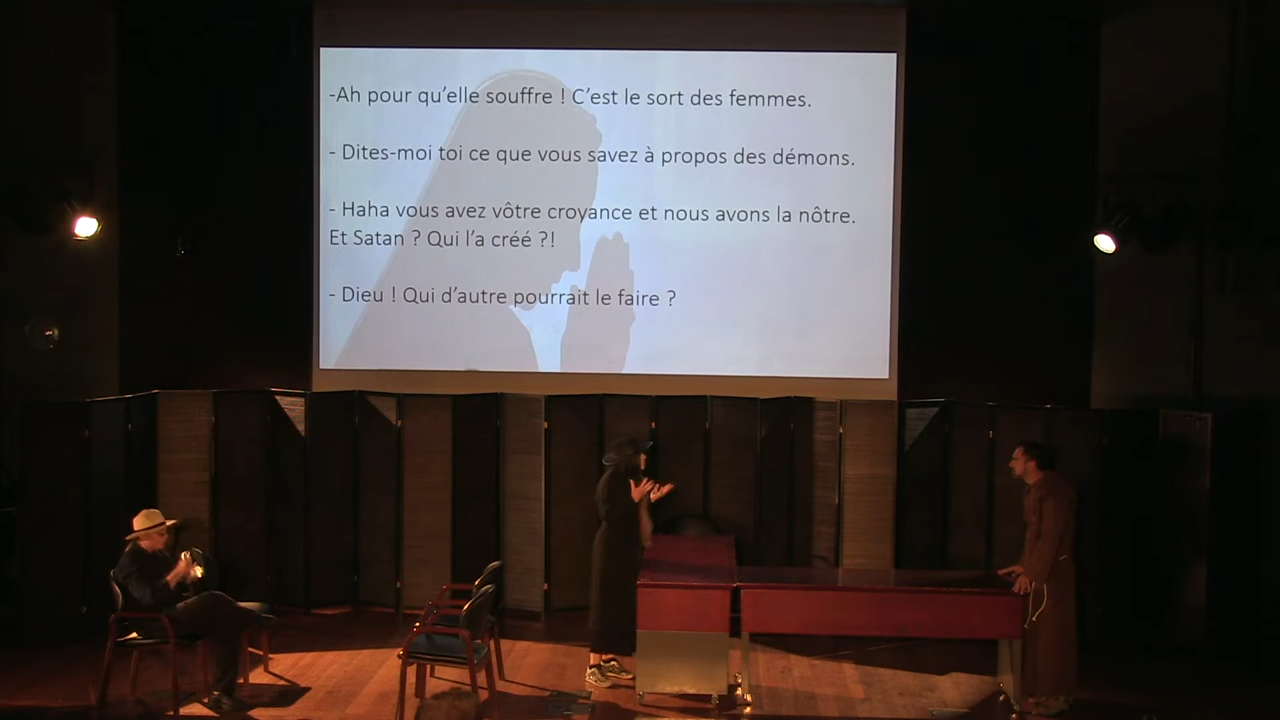 -Ah pour qu'elle souffre ! C'est le sort des femmes.
- Dites-moi toi ce que vous savez à propos des démons.
- Haha vous avez vôtre croyance et nous avons la nôtre.
Et Satan ? Qui l'a créé ?!
- Dieu ! Qui d'autre pourrait le faire ?